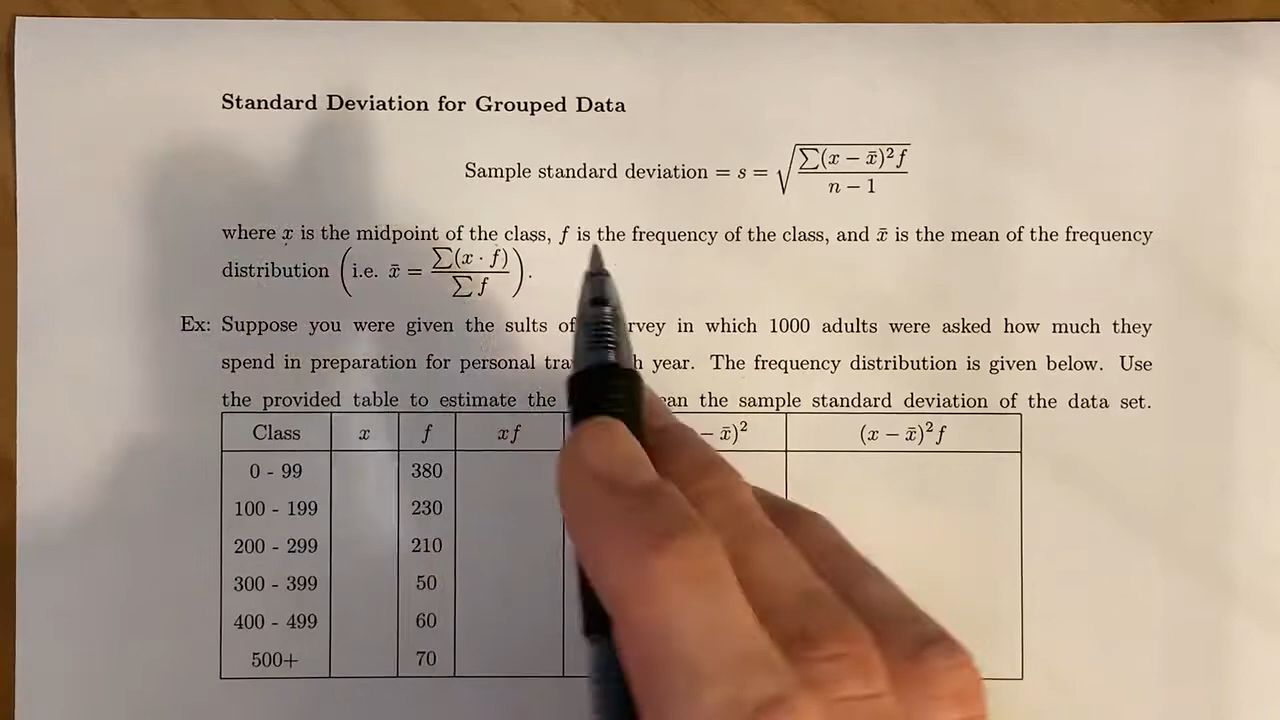 Standard Deviation for Grouped Data
Sample standard deviation = s = √(∑(x − x̄)²f / (n − 1))
where x is the midpoint of the class, f is the frequency of the class, and x̄ is the mean of the frequency
distribution (i.e. x̄ = ∑(x · f) / ∑f).
Ex: Suppose you were given the sults of rvey in which 1000 adults were asked how much they
spend in preparation for personal tra h year. The frequency distribution is given below. Use
the provided table to estimate the an the sample standard deviation of the data set.
Class x f xf − x̄)² (x − x̄)²f
0 - 99 380
100 - 199 230
200 - 299 210
300 - 399 50
400 - 499 60
500+ 70